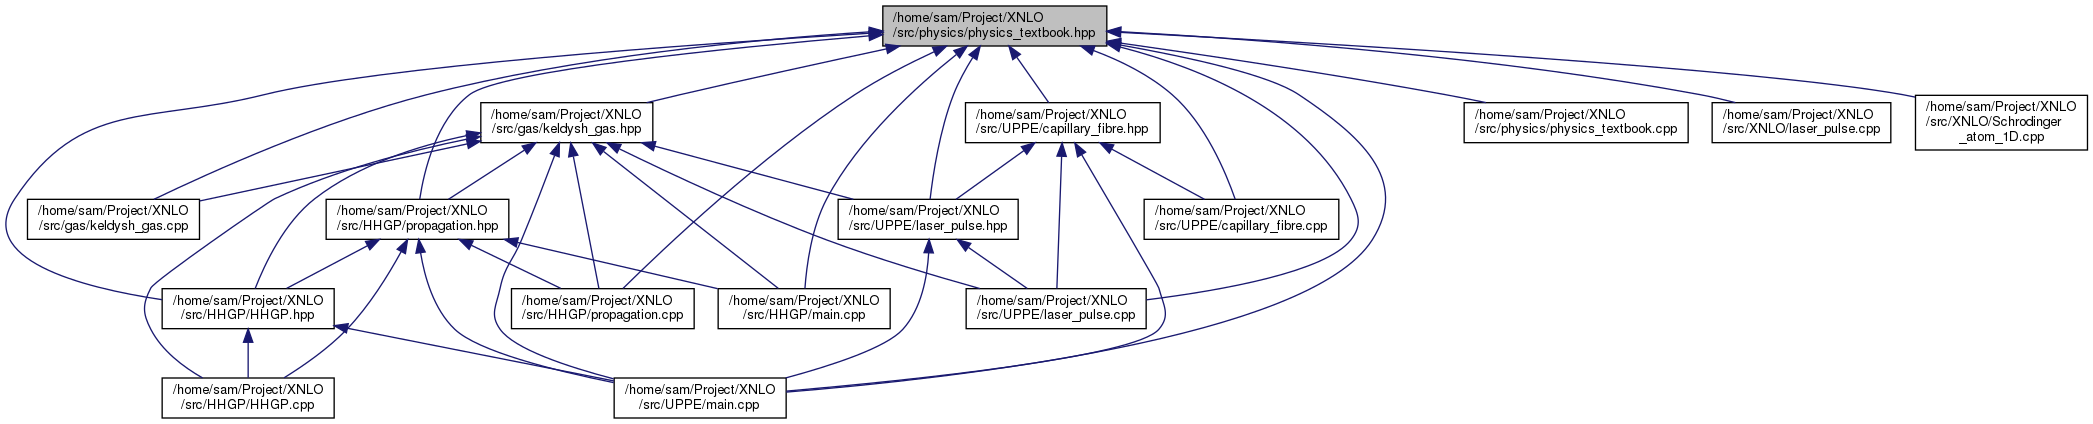 /home/sam/Project/XNLO
/src/physics/physics_textbook.hpp
/home/sam/Project/XNLO
/src/gas/keldysh_gas.hpp
/home/sam/Project/XNLO
/src/UPPE/capillary_fibre.hpp
/home/sam/Project/XNLO
/src/physics/physics_textbook.cpp
/home/sam/Project/XNLO
/src/XNLO/laser_pulse.cpp
/home/sam/Project/XNLO
/src/XNLO/Schrodinger
_atom_1D.cpp
/home/sam/Project/XNLO
/src/gas/keldysh_gas.cpp
/home/sam/Project/XNLO
/src/HHGP/propagation.hpp
/home/sam/Project/XNLO
/src/UPPE/laser_pulse.hpp
/home/sam/Project/XNLO
/src/UPPE/capillary_fibre.cpp
/home/sam/Project/XNLO
/src/HHGP/HHGP.hpp
/home/sam/Project/XNLO
/src/HHGP/propagation.cpp
/home/sam/Project/XNLO
/src/HHGP/main.cpp
/home/sam/Project/XNLO
/src/UPPE/laser_pulse.cpp
/home/sam/Project/XNLO
/src/HHGP/HHGP.cpp
/home/sam/Project/XNLO
/src/UPPE/main.cpp